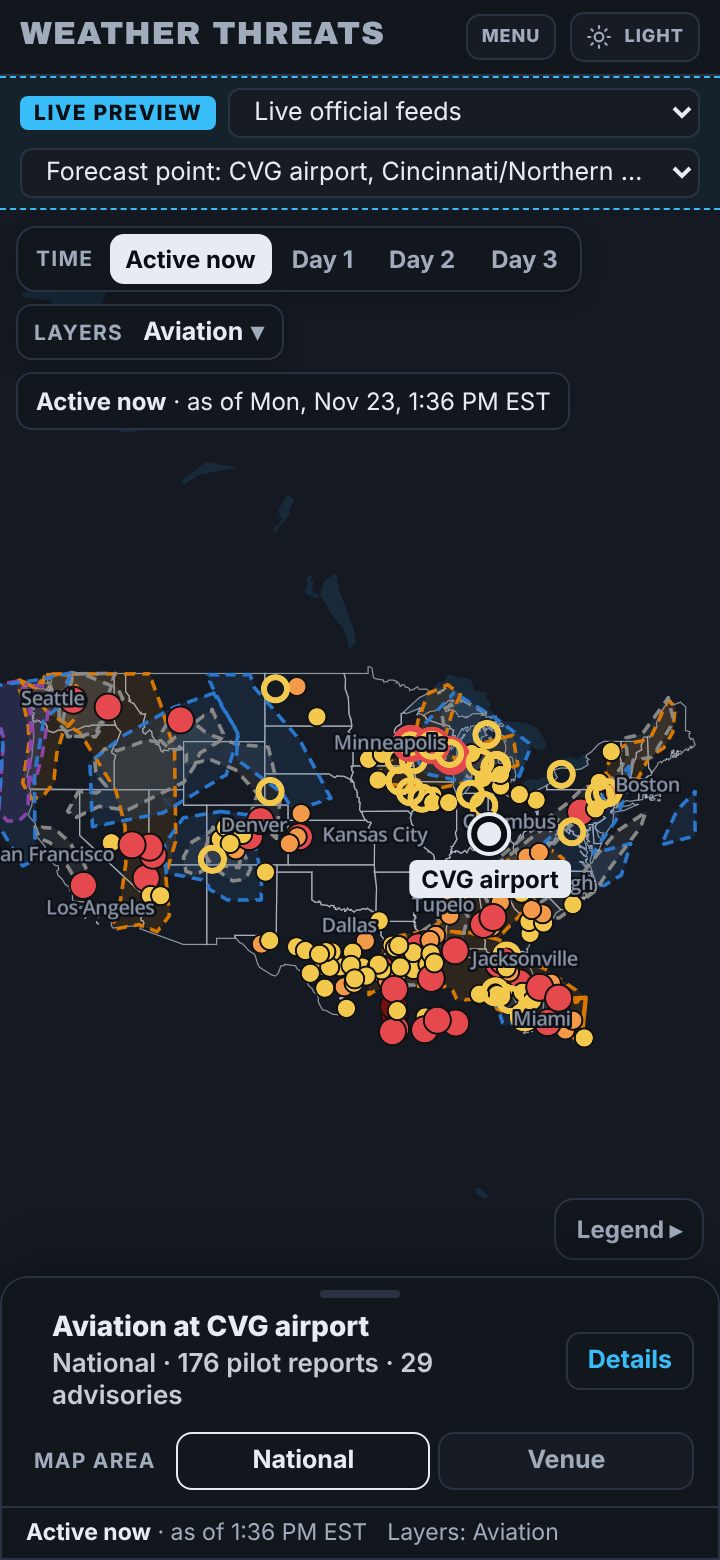 WEATHER THREATS
MENU
LIGHT
LIVE PREVIEW
Live official feeds
Forecast point: CVG airport, Cincinnati/Northern ...
TIME
Active now
Day 1
Day 2
Day 3
LAYERS Aviation ▾
Active now · as of Mon, Nov 23, 1:36 PM EST
Seattle
Minneapolis
Boston
Denver
Kansas City
an Francisco
CVG airport
Los Angeles
Tupelo
Dallas
Jacksonville
Miami
Legend ▸
Aviation at CVG airport
National · 176 pilot reports · 29
advisories
Details
MAP AREA
National
Venue
Active now · as of 1:36 PM EST Layers: Aviation